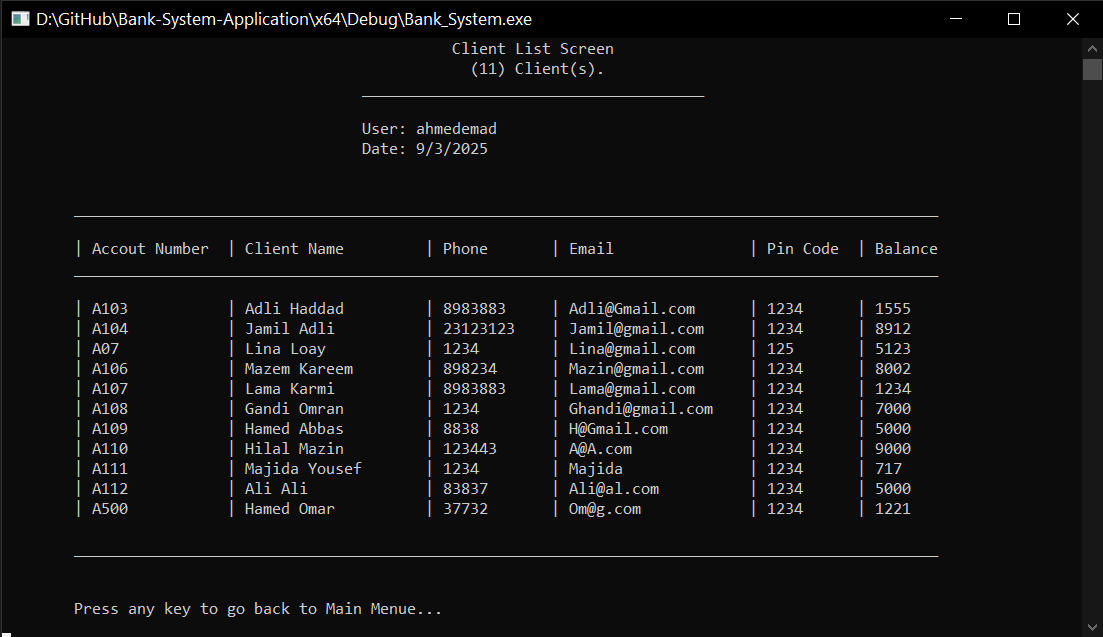 D:\GitHub\Bank-System-Application\x64\Debug\Bank_System.exe
Client List Screen
(11) Client(s).
User: ahmedemad
Date: 9/3/2025
| Accout Number | Client Name | Phone | Email | Pin Code | Balance
| A103 | Adli Haddad | 8983883 | Adli@Gmail.com | 1234 | 1555
| A104 | Jamil Adli | 23123123 | Jamil@gmail.com | 1234 | 8912
| A07 | Lina Loay | 1234 | Lina@gmail.com | 125 | 5123
| A106 | Mazem Kareem | 898234 | Mazin@gmail.com | 1234 | 8002
| A107 | Lama Karmi | 8983883 | Lama@gmail.com | 1234 | 1234
| A108 | Gandi Omran | 1234 | Ghandi@gmail.com | 1234 | 7000
| A109 | Hamed Abbas | 8838 | H@Gmail.com | 1234 | 5000
| A110 | Hilal Mazin | 123443 | A@A.com | 1234 | 9000
| A111 | Majida Yousef | 1234 | Majida | 1234 | 717
| A112 | Ali Ali | 83837 | Ali@al.com | 1234 | 5000
| A500 | Hamed Omar | 37732 | Om@g.com | 1234 | 1221
Press any key to go back to Main Menue...